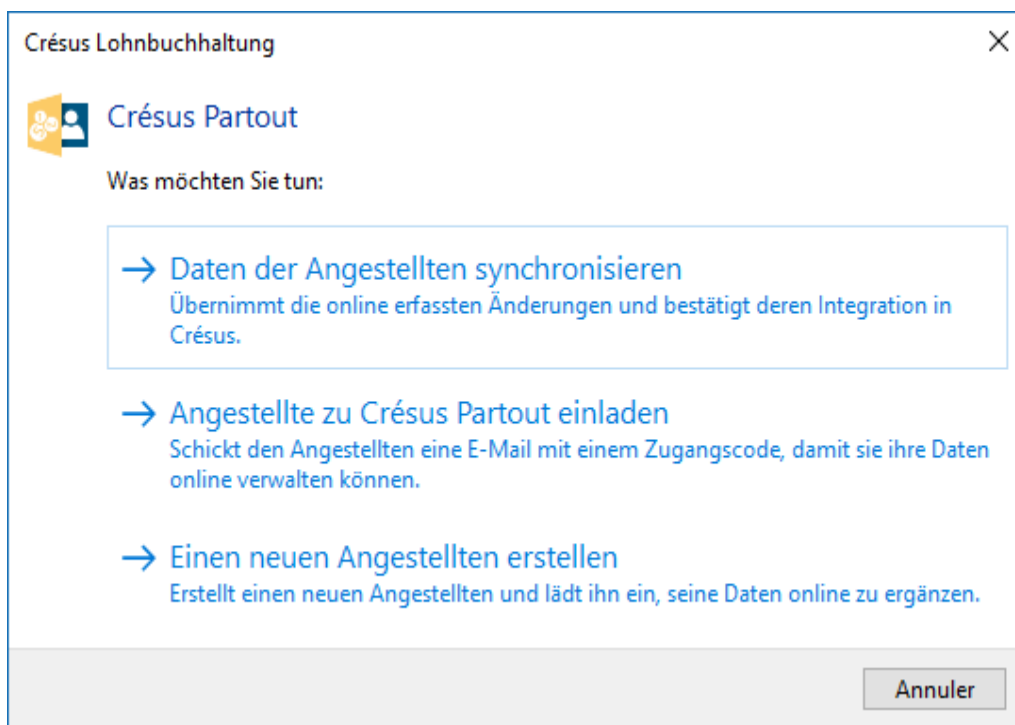 Crésus Lohnbuchhaltung
Crésus Partout
Was möchten Sie tun:
Daten der Angestellten synchronisieren
Übernimmt die online erfassten Änderungen und bestätigt deren Integration in
Crésus.
Angestellte zu Crésus Partout einladen
Schickt den Angestellten eine E-Mail mit einem Zugangscode, damit sie ihre Daten
online verwalten können.
Einen neuen Angestellten erstellen
Erstellt einen neuen Angestellten und lädt ihn ein, seine Daten online zu ergänzen.
Annuler